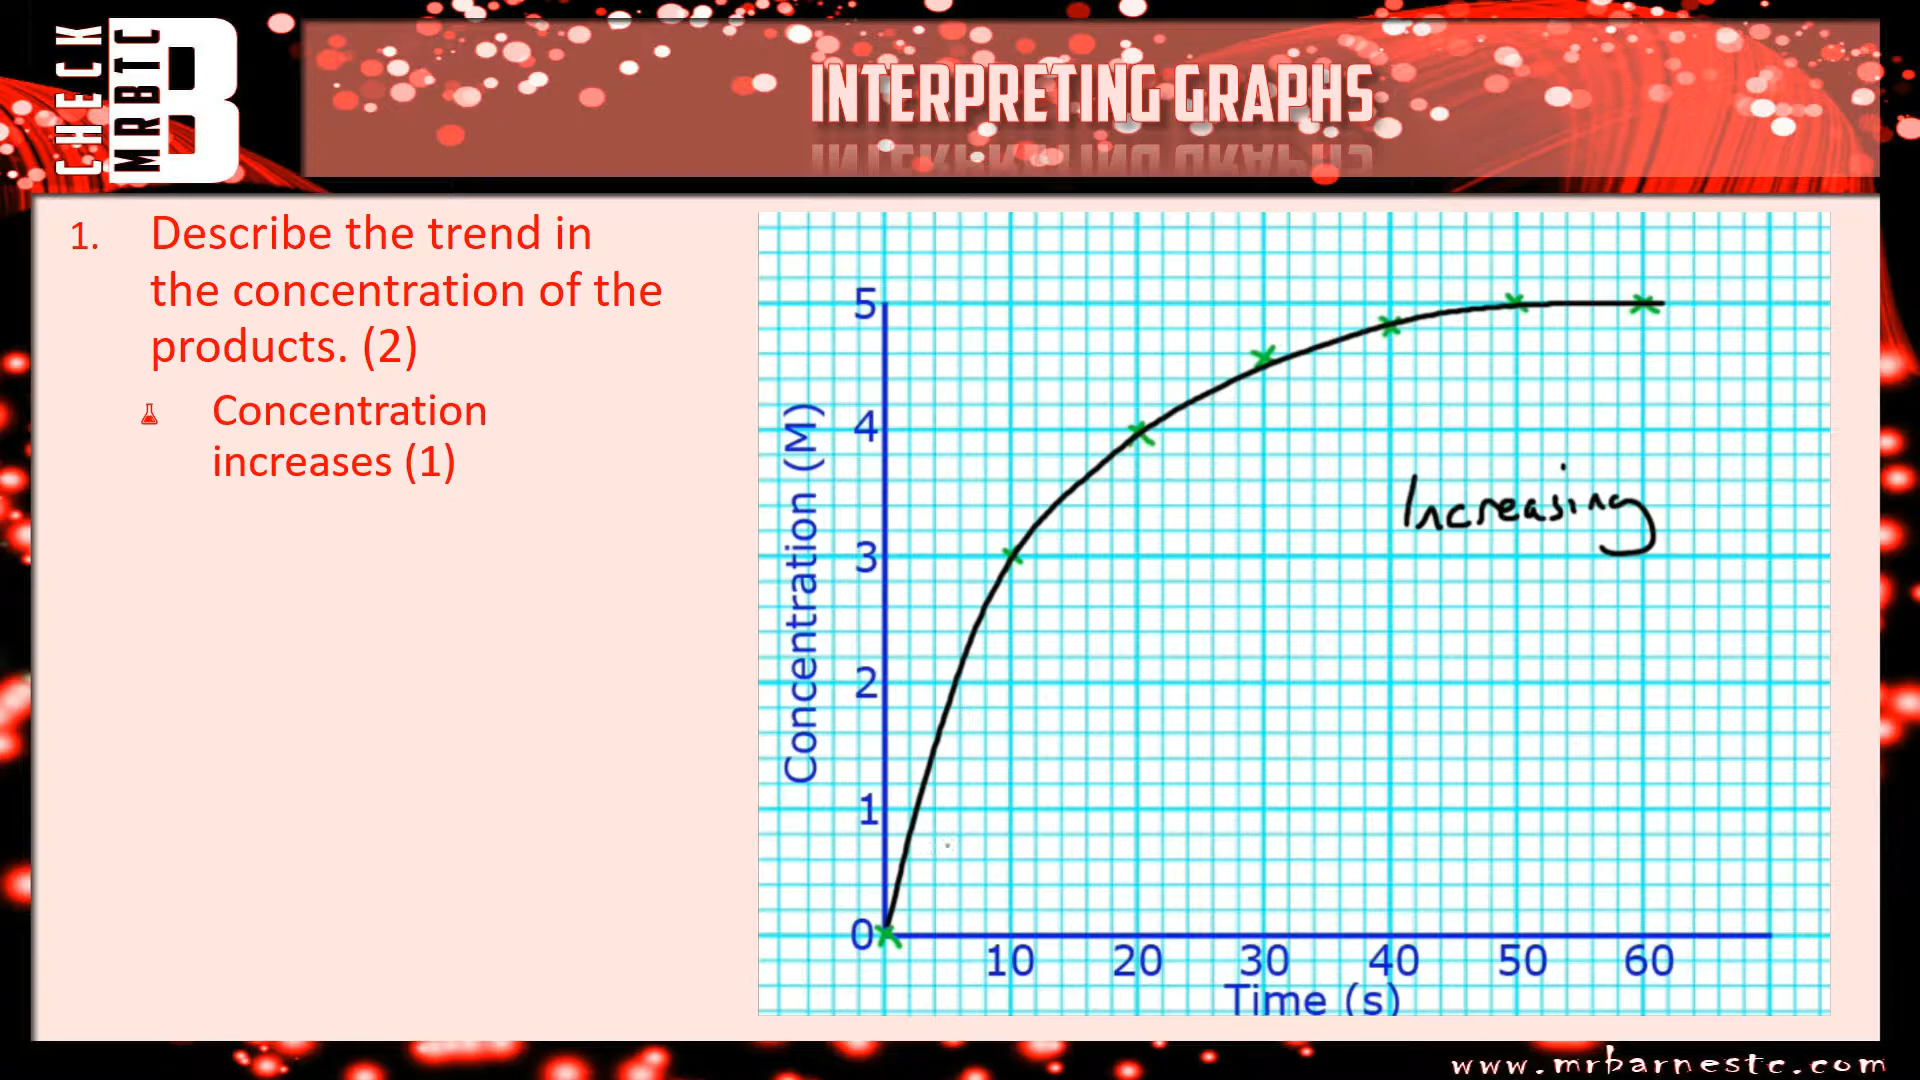 CHECK
MRBTC
B
INTERPRETING GRAPHS
1. Describe the trend in
the concentration of the
products. (2)
Concentration
increases (1)
Concentration (M)
5
4
3
2
1
0
Increasing
10 20 30 40 50 60
Time (s)
www.mrbarnestc.com